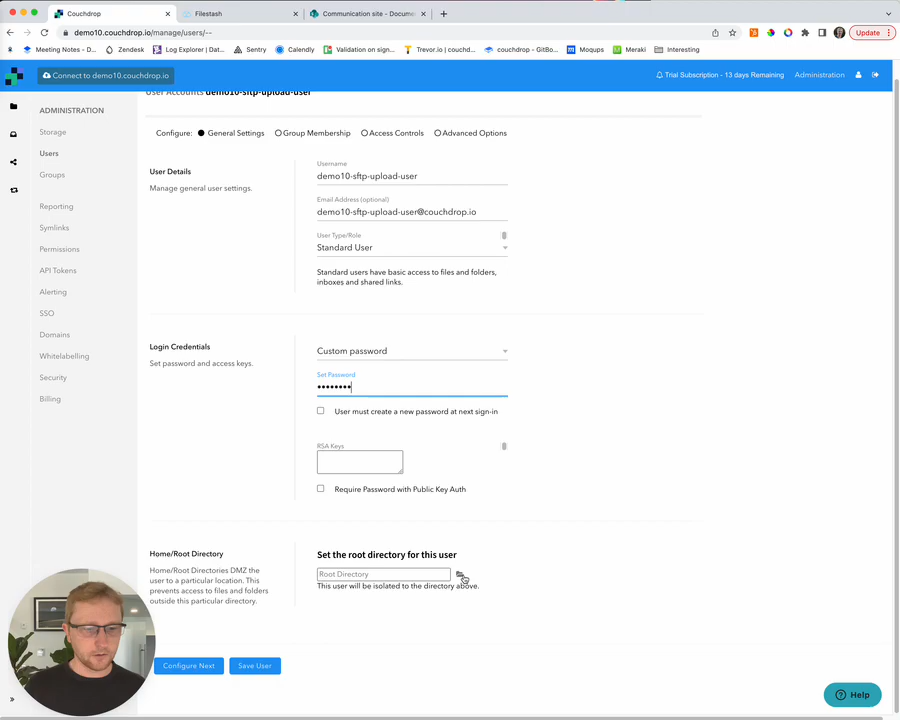 Couchdrop
Filestash
Communication site - Docume
demo10.couchdrop.io/manage/users/--
Update
Meeting Notes - D...
Zendesk
Log Explorer | Dat...
Sentry
Calendly
Validation on sign...
Trevor.io | couchd...
couchdrop - GitBo...
Moqups
Meraki
Interesting
Connect to demo10.couchdrop.io
Trial Subscription - 13 days Remaining
Administration
ADMINISTRATION
Storage
Users
Groups
Reporting
Symlinks
Permissions
API Tokens
Alerting
SSO
Domains
Whitelabelling
Security
Billing
User Accounts demo10-sftp-upload-user
Configure:
General Settings
Group Membership
Access Controls
Advanced Options
User Details
Manage general user settings.
Username
demo10-sftp-upload-user
Email Address (optional)
demo10-sftp-upload-user@couchdrop.io
User Type/Role
Standard User
Standard users have basic access to files and folders,
inboxes and shared links.
Login Credentials
Set password and access keys.
Custom password
Set Password
••••••••
User must create a new password at next sign-in
RSA Keys
Require Password with Public Key Auth
Home/Root Directory
Home/Root Directories DMZ the
user to a particular location. This
prevents access to files and folders
outside this particular directory.
Set the root directory for this user
Root Directory
This user will be isolated to the directory above.
Configure Next
Save User
Help